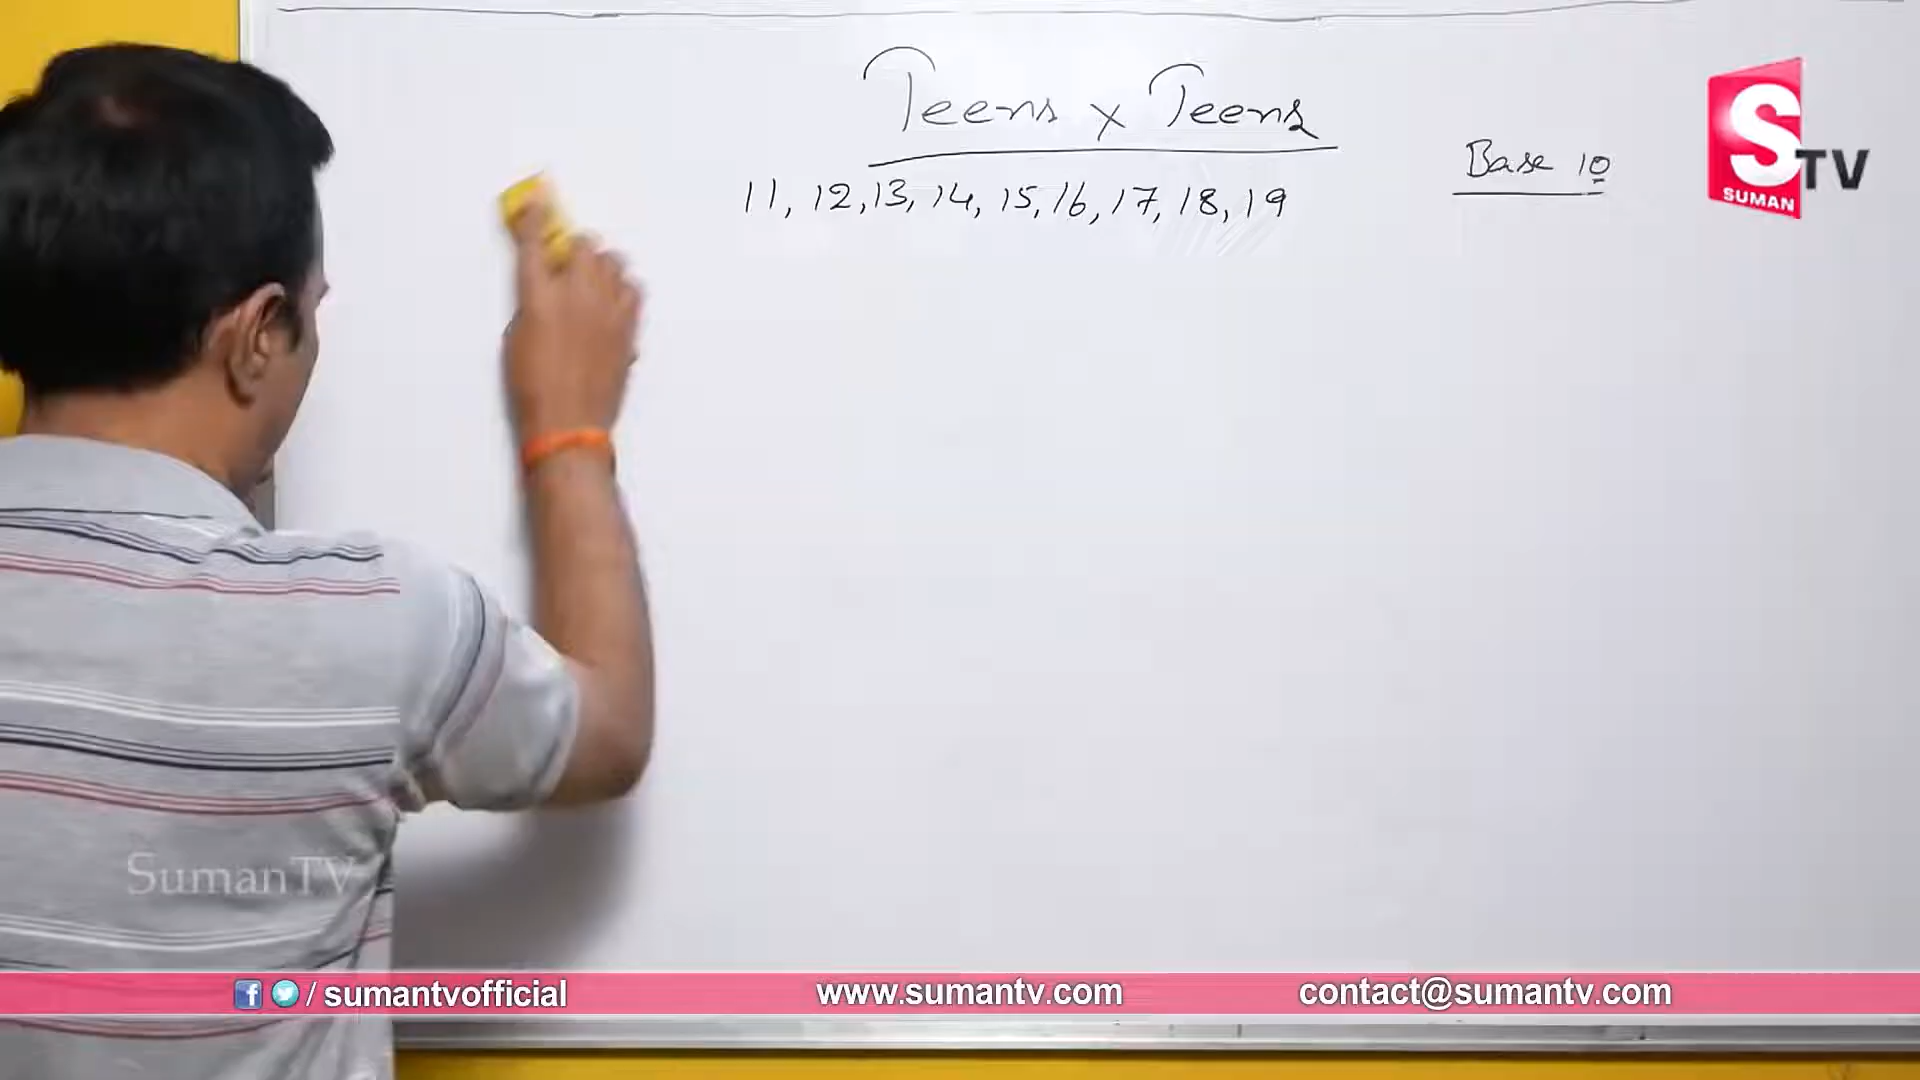 Teens x Teens
11, 12, 13, 14, 15, 16, 17, 18, 19
Base 10
S TV
SUMAN
SumanTV
/ sumantvofficial
www.sumantv.com
contact@sumantv.com